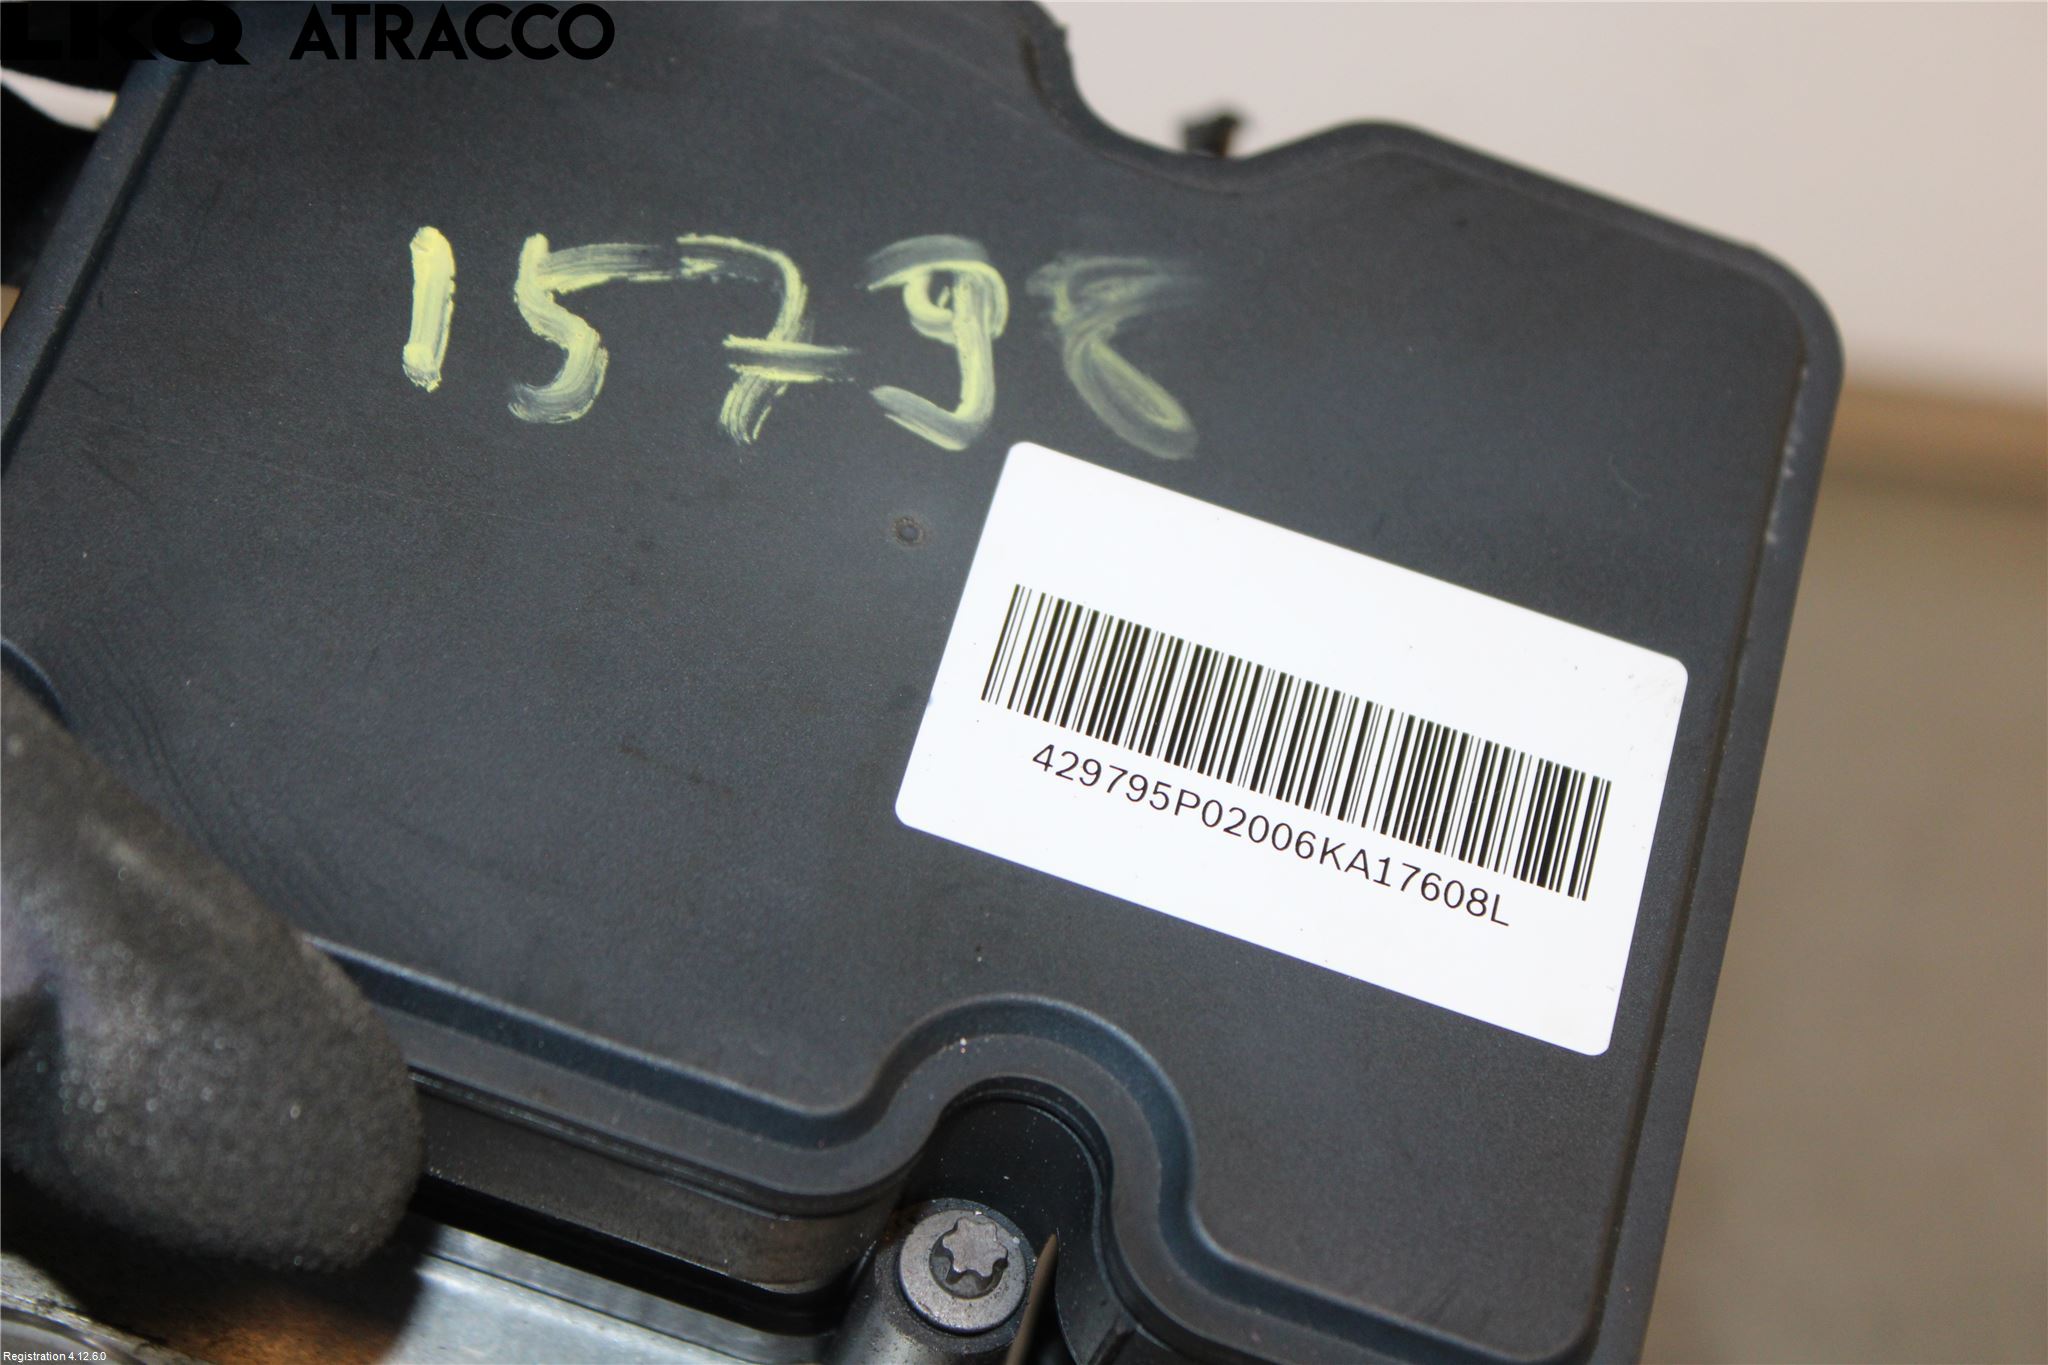 LKQ ATRACCO
15798
429795P02006KA17608L
Registration 4.12.6.0